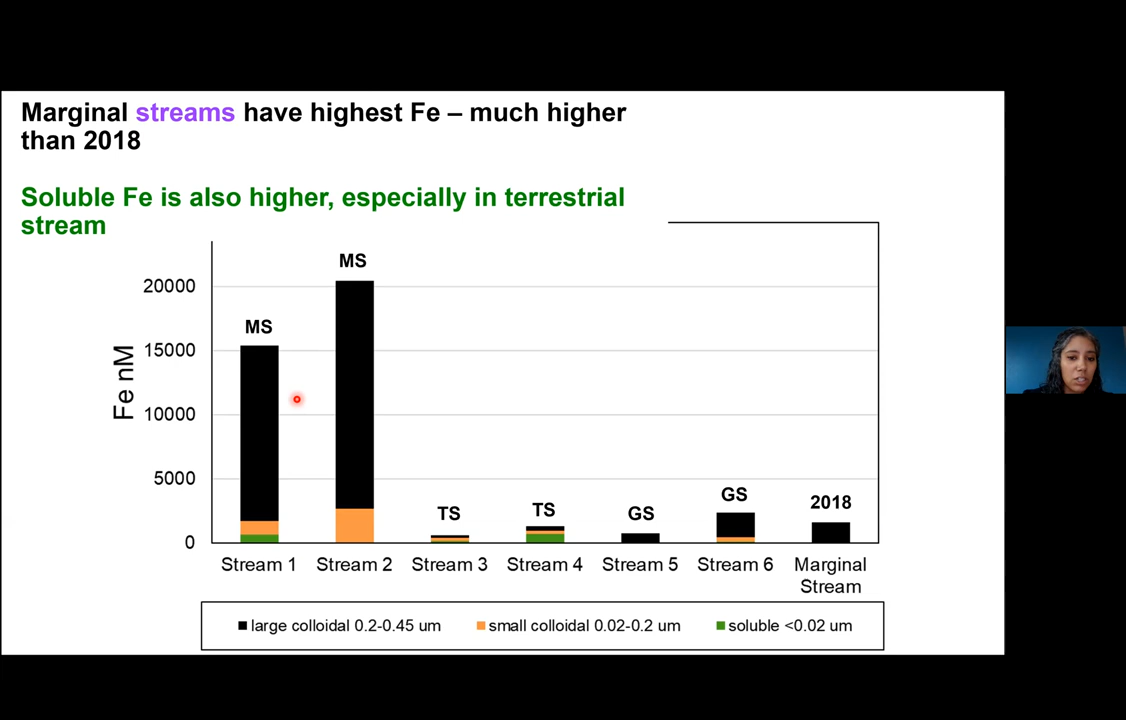 Marginal streams have highest Fe – much higher
than 2018
Soluble Fe is also higher, especially in terrestrial
stream
Fe nM
20000
15000
10000
5000
0
MS
MS
TS
TS
GS
GS
2018
Stream 1
Stream 2
Stream 3
Stream 4
Stream 5
Stream 6
Marginal
Stream
large colloidal 0.2-0.45 um
small colloidal 0.02-0.2 um
soluble <0.02 um